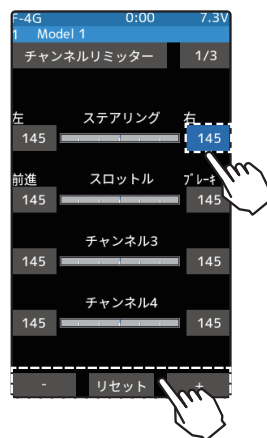 F-4G 0:00 7.3V
1 Model 1
チャンネルリミッター 1/3
左 ステアリング 右
145 145
前進 スロットル ブレーキ
145 145
チャンネル3
145 145
チャンネル4
145 145
- リセット +